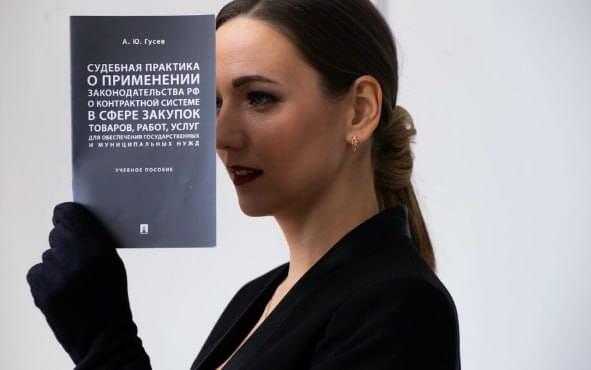 А. Ю. Гусев
СУДЕБНАЯ ПРАКТИКА
О ПРИМЕНЕНИИ
ЗАКОНОДАТЕЛЬСТВА РФ
О КОНТРАКТНОЙ СИСТЕМЕ
В СФЕРЕ ЗАКУПОК
ТОВАРОВ, РАБОТ, УСЛУГ
ДЛЯ ОБЕСПЕЧЕНИЯ ГОСУДАРСТВЕННЫХ
И МУНИЦИПАЛЬНЫХ НУЖД
УЧЕБНОЕ ПОСОБИЕ